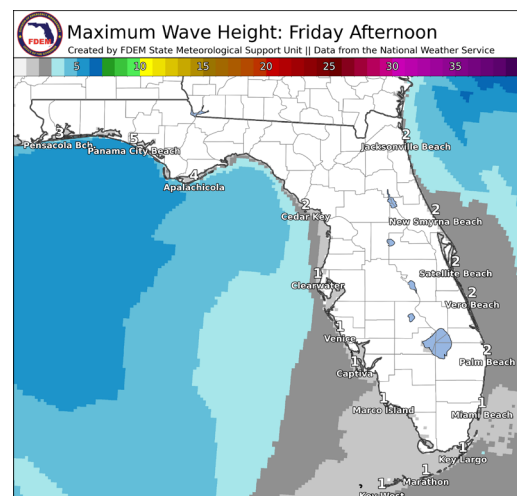 FDEM
Maximum Wave Height: Friday Afternoon
Created by FDEM State Meteorological Support Unit || Data from the National Weather Service
5 10 15 20 25 30 35
3
Pensacola Bch.
5
Panama City Beach
4
Apalachicola
2
Jacksonville Beach
2
Cedar Key
2
New Smyrna Beach
1
Clearwater
2
Satellite Beach
2
Vero Beach
1
Venice
2
Palm Beach
1
Captiva
1
Marco Island
1
Miami Beach
1
Key Largo
1
Marathon
1
Key West